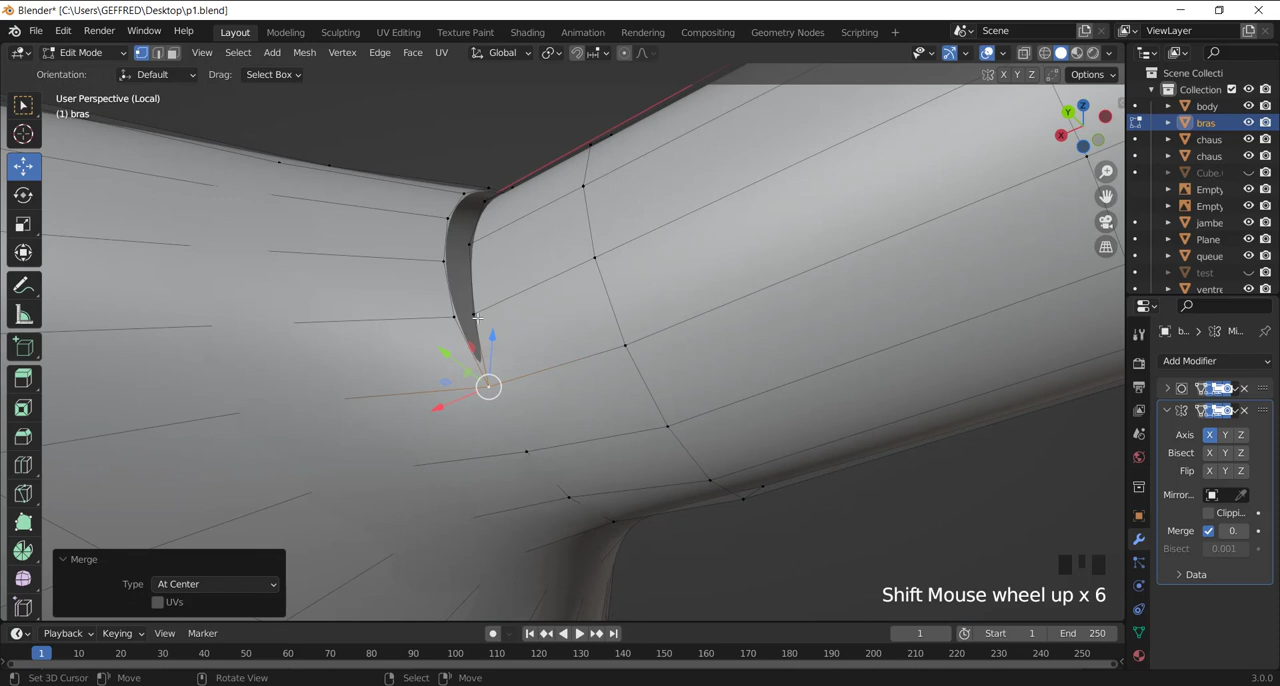 Blender* [C:\Users\GEFFRED\Desktop\p1.blend]
File Edit Render Window Help Layout Modeling Sculpting UV Editing Texture Paint Shading Animation Rendering Compositing Geometry Nodes Scripting + Scene ViewLayer
Edit Mode View Select Add Mesh Vertex Edge Face UV Global
Orientation: Default Drag: Select Box X Y Z Options
User Perspective (Local)
(1) bras
Scene Collecti
Collection
body
bras
chaus
chaus
Cube.
Empty
Empty
jambe
Plane
queue
test
ventre
b... Mi...
Add Modifier
Axis X Y Z
Bisect X Y Z
Flip X Y Z
Mirror...
Clippi...
Merge 0.
Bisect 0.001
Data
Z
Y
X
Merge
Type At Center
UVs
Shift Mouse wheel up x 6
Playback Keying View Marker 1 Start 1 End 250
1 10 20 30 40 50 60 70 80 90 100 110 120 130 140 150 160 170 180 190 200 210 220 230 240 250
Set 3D Cursor Move Rotate View Select Move 3.0.0